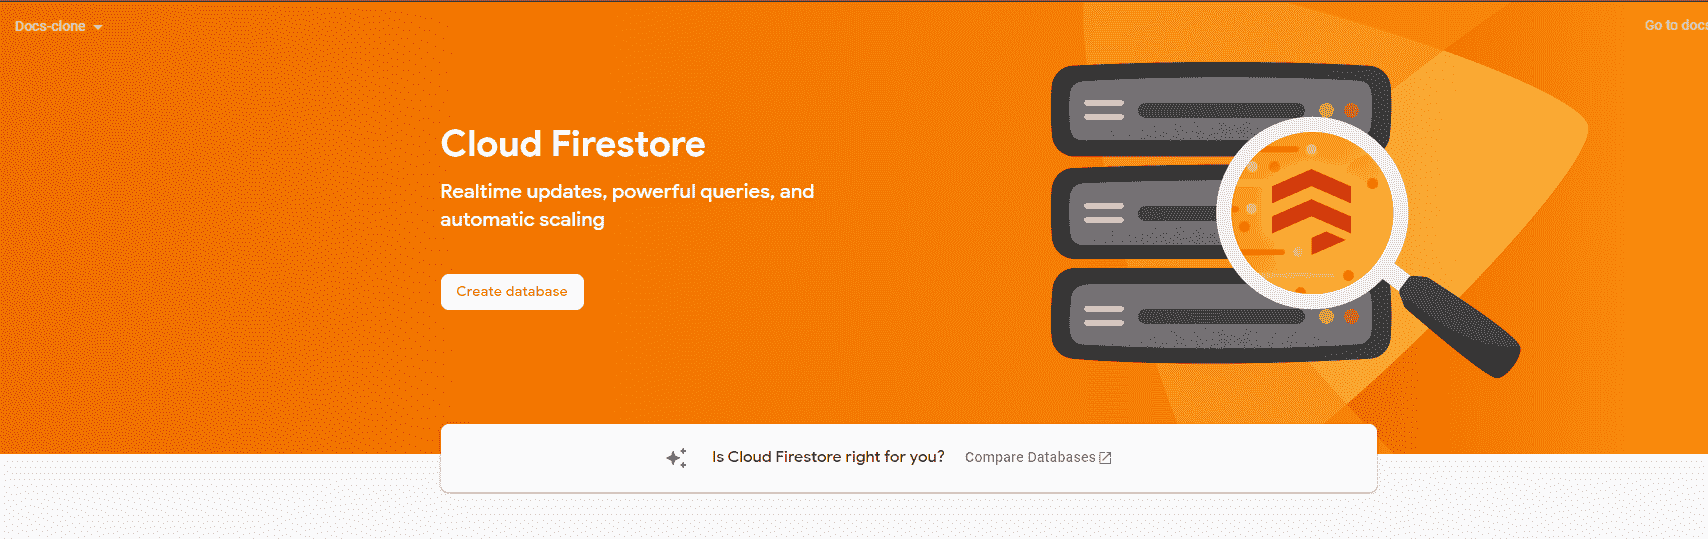 Docs-clone
Go to docs
Cloud Firestore
Realtime updates, powerful queries, and
automatic scaling
Create database
Is Cloud Firestore right for you? Compare Databases